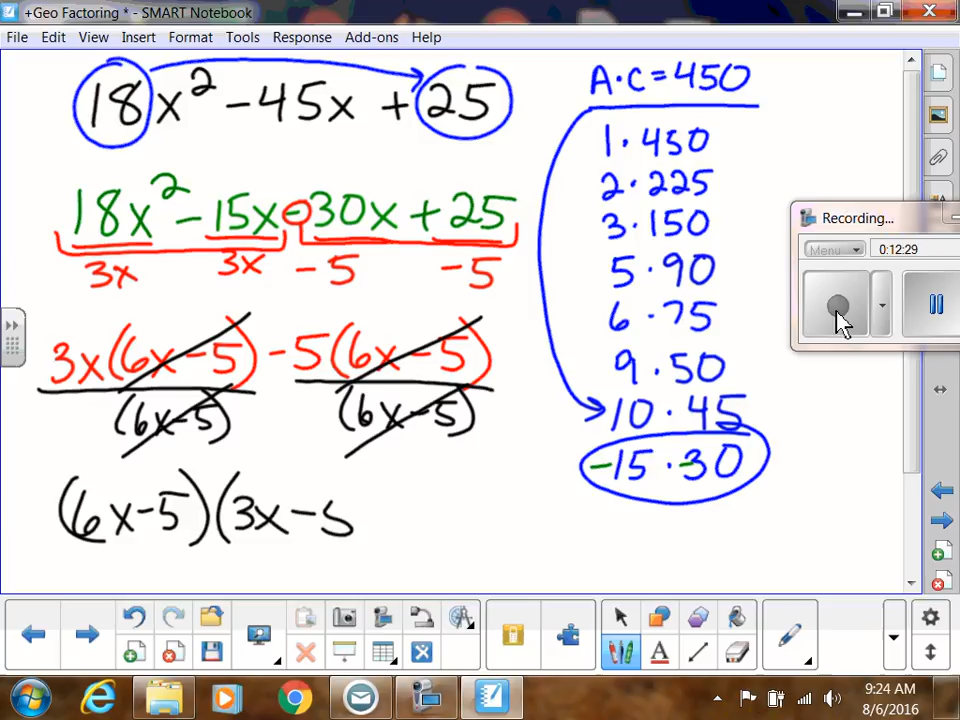 +Geo Factoring * - SMART Notebook
File Edit View Insert Format Tools Response Add-ons Help
18x² - 45x + 25
18x² - 15x - 30x + 25
3x 3x -5 -5
3x(6x-5) - 5(6x-5)
(6x-5) (6x-5)
(6x-5)(3x-5
A·C = 450
1·450
2·225
3·150
5·90
6·75
9·50
10·45
-15·-30
Recording...
Menu
0:12:29
A
9:24 AM
8/6/2016